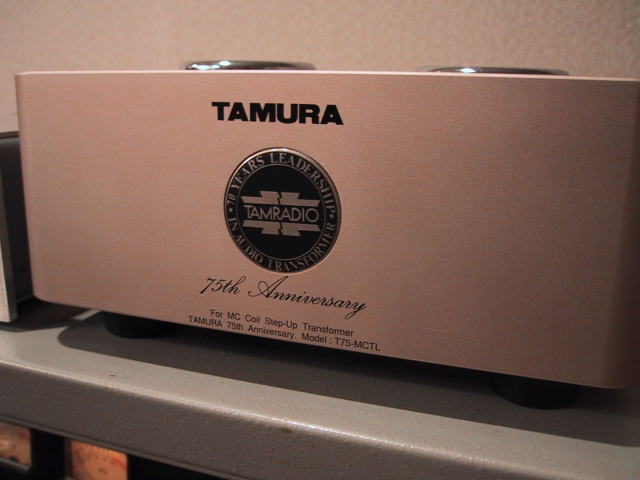 TAMURA
70 YEARS LEADERSHIP
TAMRADIO
IN AUDIO TRANSFORMER
75th Anniversary
For MC Coil Step-Up Transformer
TAMURA 75th Anniversary. Model : T75-MCTL